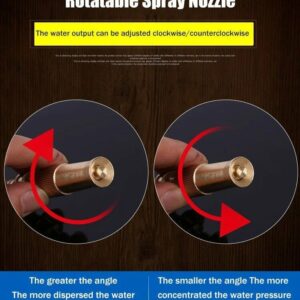 Rotatable Spray Nozzle
The water output can be adjusted clockwise/counterclockwise
The greater the angle
The more dispersed the water
The smaller the angle The more
concentrated the water pressure